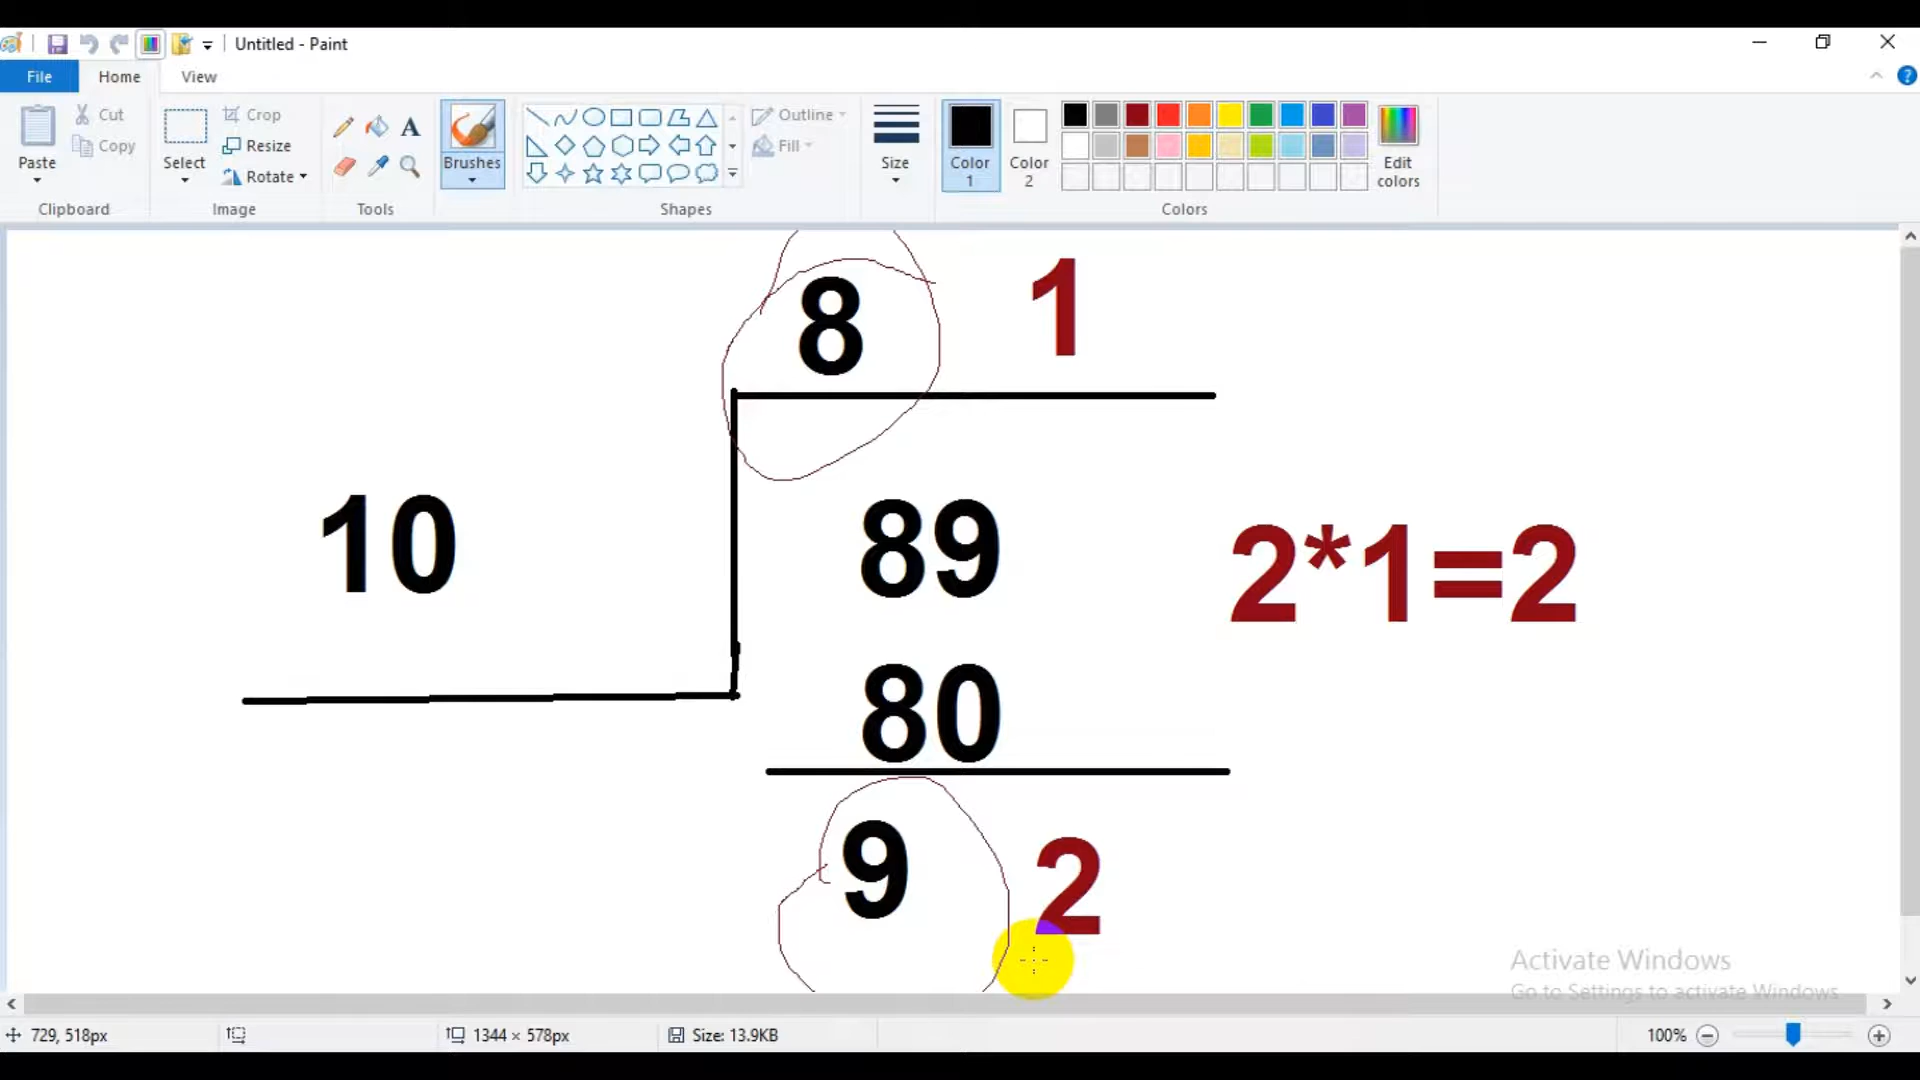 Untitled - Paint
File Home View
Paste Cut Copy
Clipboard
Select Crop Resize Rotate
Image
A
Tools
Brushes
Outline Fill
Shapes
Size
Color 1
Color 2
Edit colors
Colors
?
8 1
10 89 2*1=2
80
9 2
Activate Windows
Go to Settings to activate Windows
729, 518px
1344 × 578px
Size: 13.9KB
100%